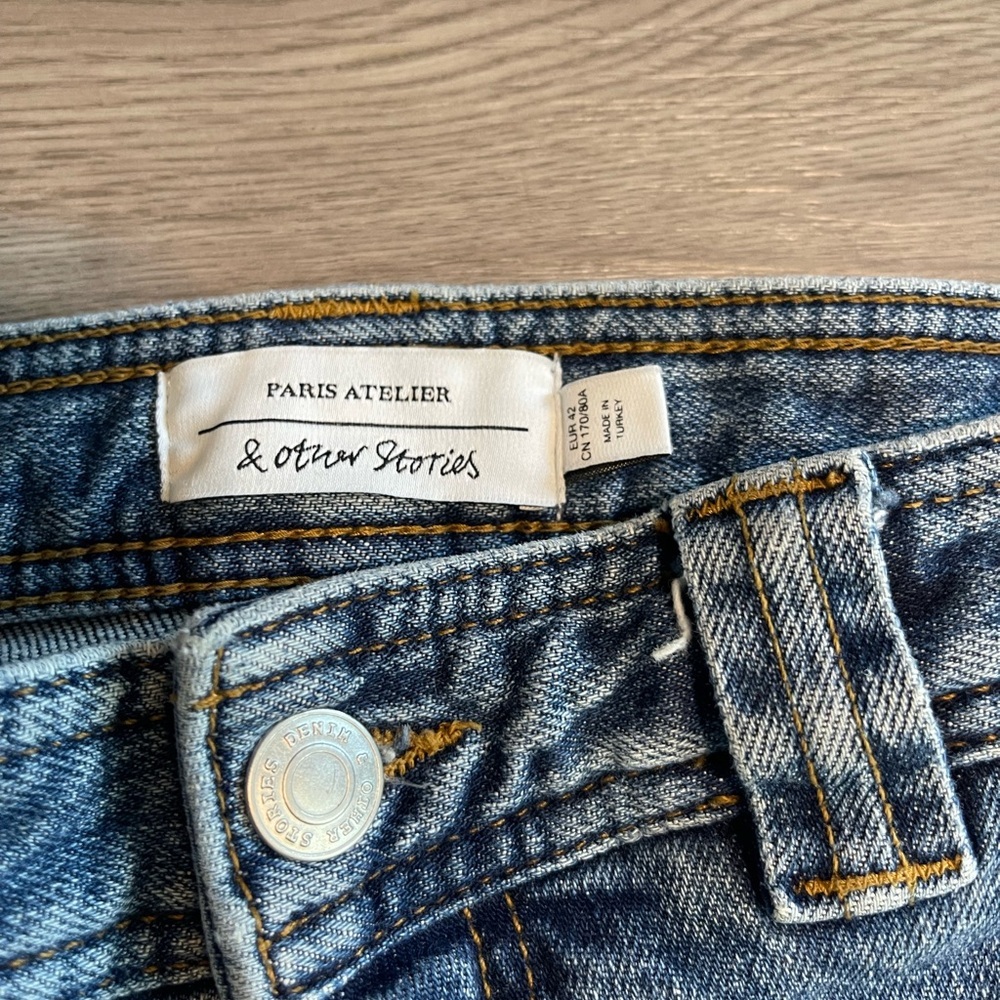 PARIS ATELIER
& other Stories
EUR 42
CN 170/80A
MADE IN
TURKEY
DENIM & OTHER STORIES